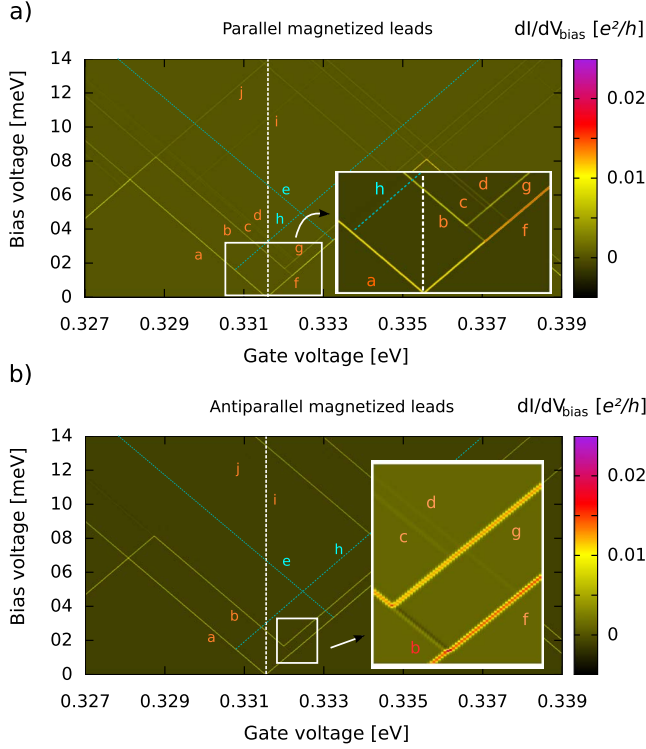 a)
Parallel magnetized leads
dI/dVbias [e²/h]
Bias voltage [meV]
14
12
10
08
06
04
02
0
j
i
e
h
d
c
b
a
g
f
h
d
g
c
b
f
a
0.02
0.01
0
0.327 0.329 0.331 0.333 0.335 0.337 0.339
Gate voltage [eV]
b)
Antiparallel magnetized leads
dI/dVbias [e²/h]
Bias voltage [meV]
14
12
10
08
06
04
02
0
j
i
h
e
b
a
d
c
g
f
b
0.02
0.01
0
0.327 0.329 0.331 0.333 0.335 0.337 0.339
Gate voltage [eV]